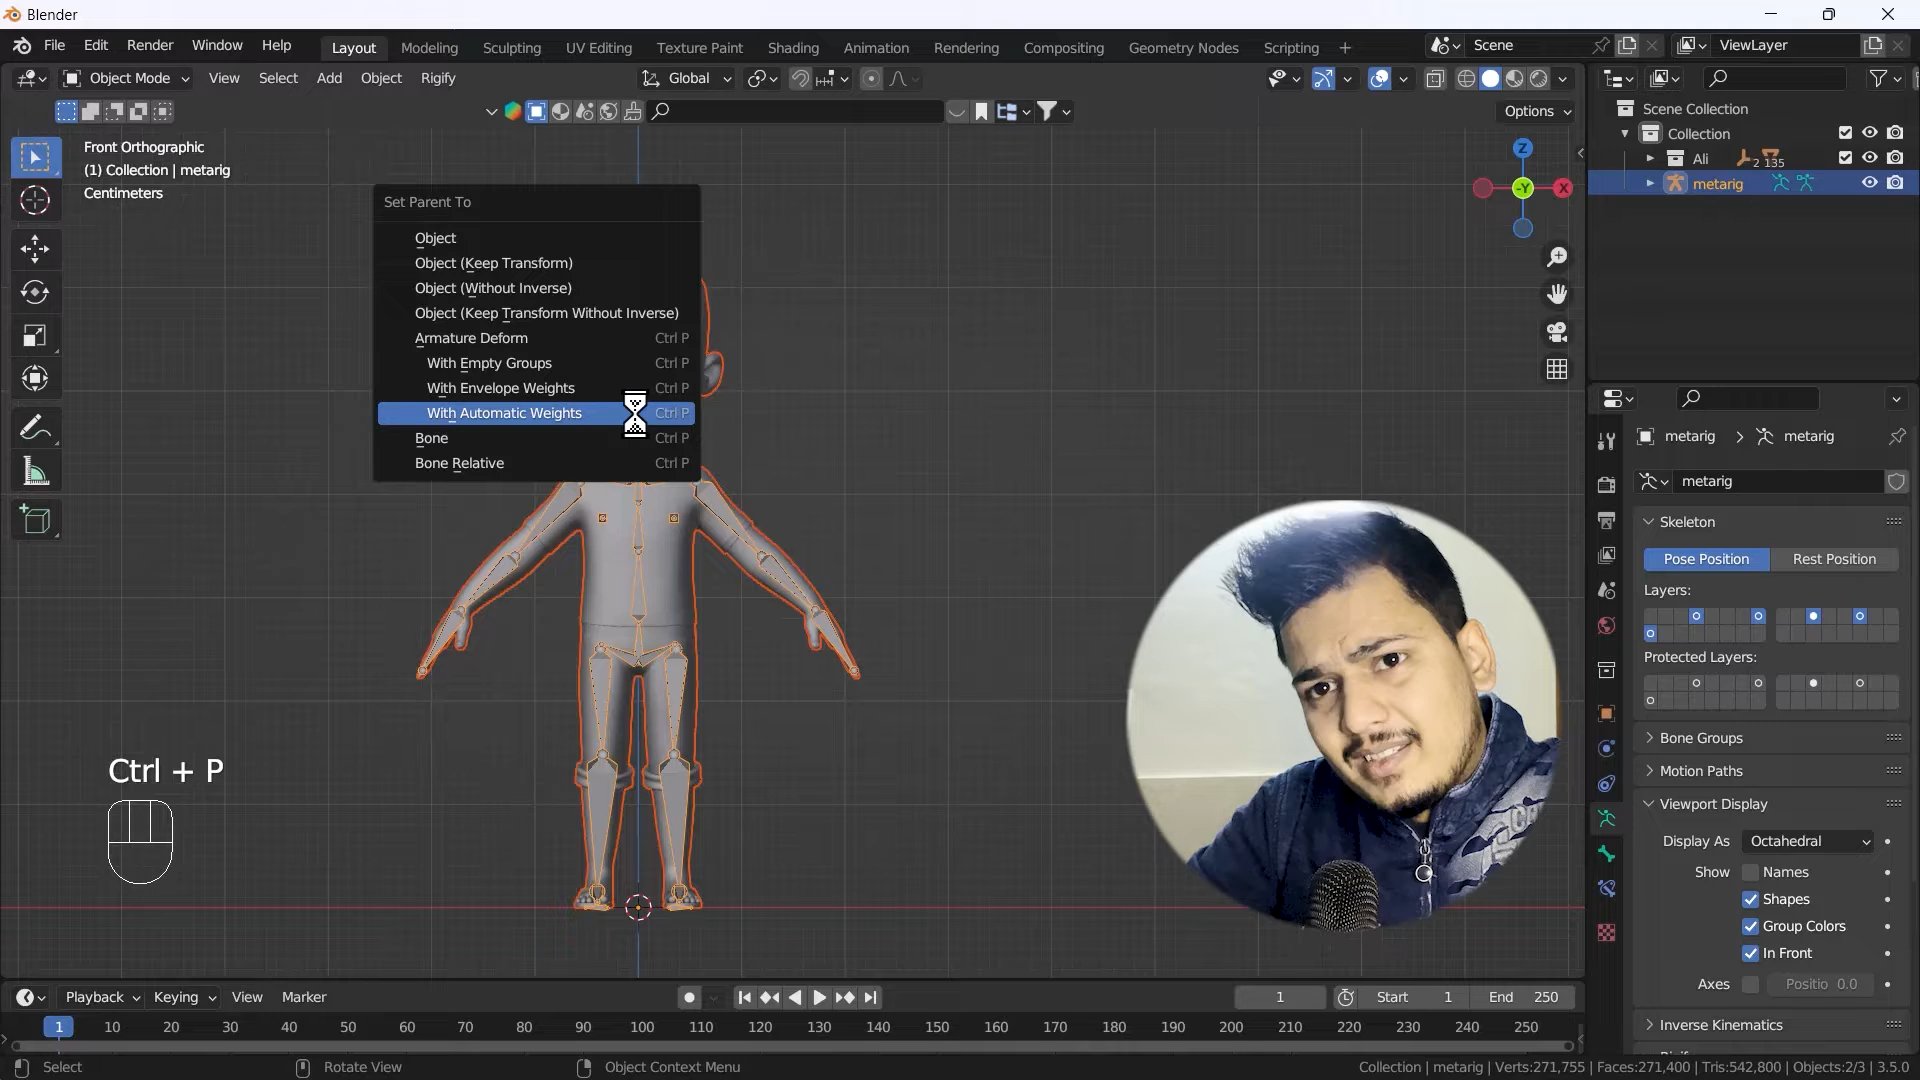 Blender
File Edit Render Window Help Layout Modeling Sculpting UV Editing Texture Paint Shading Animation Rendering Compositing Geometry Nodes Scripting + Scene ViewLayer
Object Mode View Select Add Object Rigify Global
Options
Front Orthographic
(1) Collection | metarig
Centimeters
Z
-Y
X
Scene Collection
Collection
Ali 2 135
metarig
Set Parent To
Object
Object (Keep Transform)
Object (Without Inverse)
Object (Keep Transform Without Inverse)
Armature Deform Ctrl P
With Empty Groups Ctrl P
With Envelope Weights Ctrl P
With Automatic Weights Ctrl P
Bone Ctrl P
Bone Relative Ctrl P
metarig > metarig
metarig
Skeleton
Pose Position Rest Position
Layers:
Protected Layers:
Bone Groups
Motion Paths
Viewport Display
Display As Octahedral
Show Names
Shapes
Group Colors
In Front
Axes Positio 0.0
Inverse Kinematics
Ctrl + P
Playback Keying View Marker 1 Start 1 End 250
1 10 20 30 40 50 60 70 80 90 100 110 120 130 140 150 160 170 180 190 200 210 220 230 240 250
Select Rotate View Object Context Menu Collection | metarig | Verts:271,755 | Faces:271,400 | Tris:542,800 | Objects:2/3 | 3.5.0